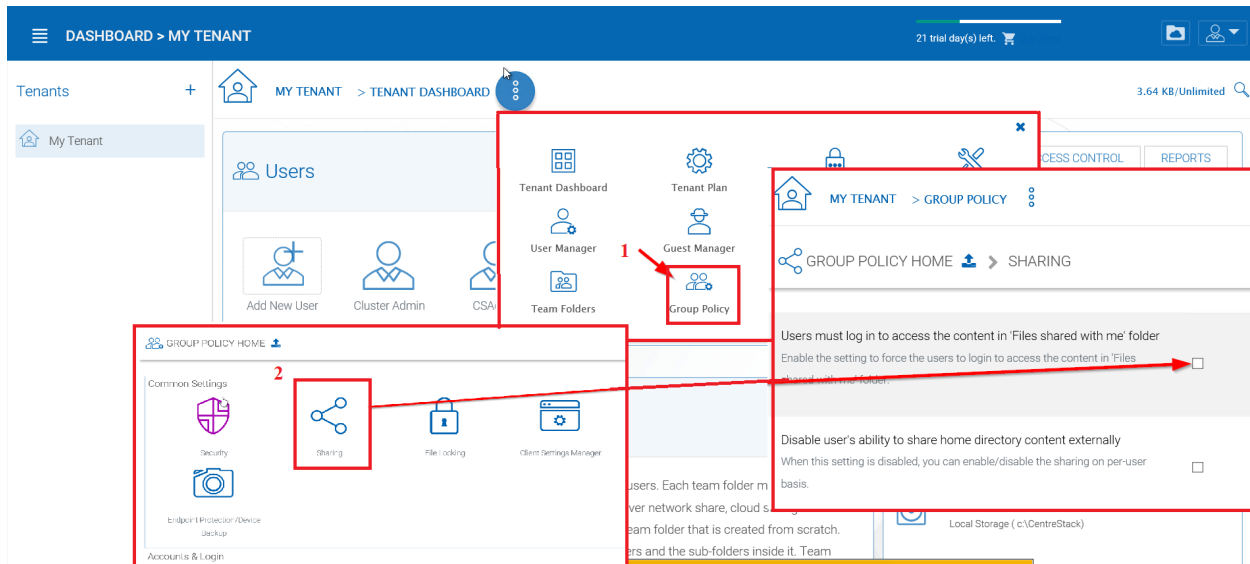 DASHBOARD > MY TENANT
21 trial day(s) left.
Tenants +
MY TENANT > TENANT DASHBOARD
3.64 KB/Unlimited
My Tenant
Users
CESS CONTROL
REPORTS
Add New User
Cluster Admin
CSA
Tenant Dashboard
Tenant Plan
User Manager
Guest Manager
1
Team Folders
Group Policy
MY TENANT > GROUP POLICY
GROUP POLICY HOME
SHARING
Users must log in to access the content in 'Files shared with me' folder
Enable the setting to force the users to login to access the content in 'Files
shared with me' folder.
Disable user's ability to share home directory content externally
When this setting is disabled, you can enable/disable the sharing on per-user
basis.
GROUP POLICY HOME
Common Settings
2
Security
Sharing
File Locking
Client Settings Manager
Endpoint Protection/Device
Backup
Accounts & Login
users. Each team folder m
ver network share, cloud s
eam folder that is created from scratch.
ers and the sub-folders inside it. Team
Local Storage ( c:\CentreStack)